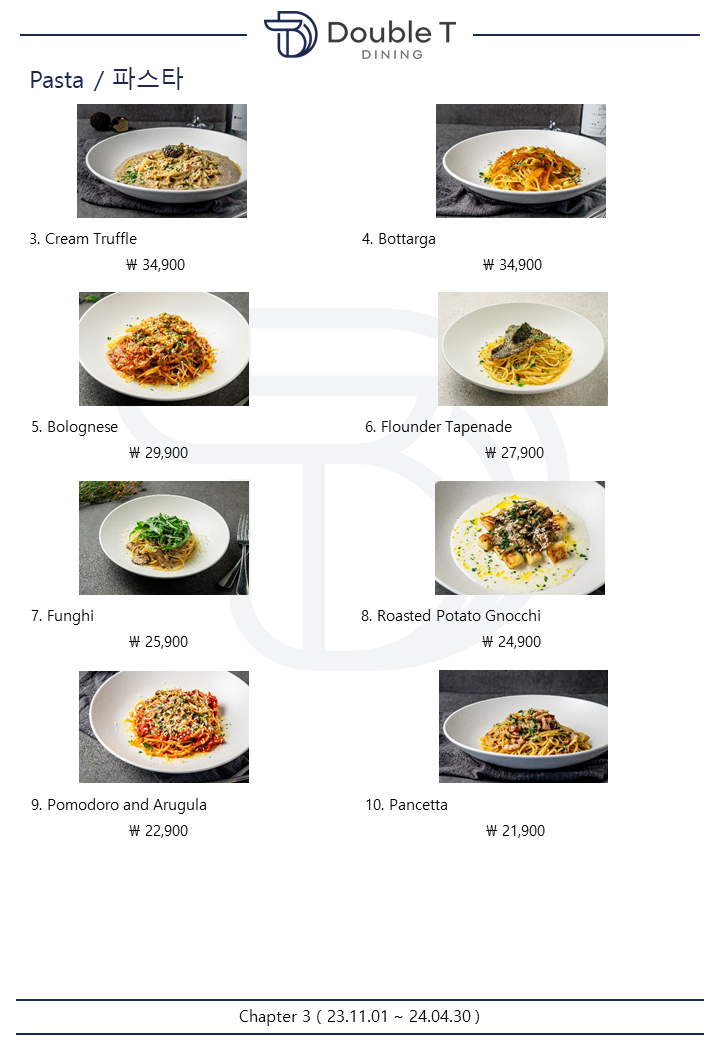 Double T
DINING
Pasta / 파스타
3. Cream Truffle
₩ 34,900
4. Bottarga
₩ 34,900
5. Bolognese
₩ 29,900
6. Flounder Tapenade
₩ 27,900
7. Funghi
₩ 25,900
8. Roasted Potato Gnocchi
₩ 24,900
9. Pomodoro and Arugula
₩ 22,900
10. Pancetta
₩ 21,900
Chapter 3 ( 23.11.01 ~ 24.04.30 )